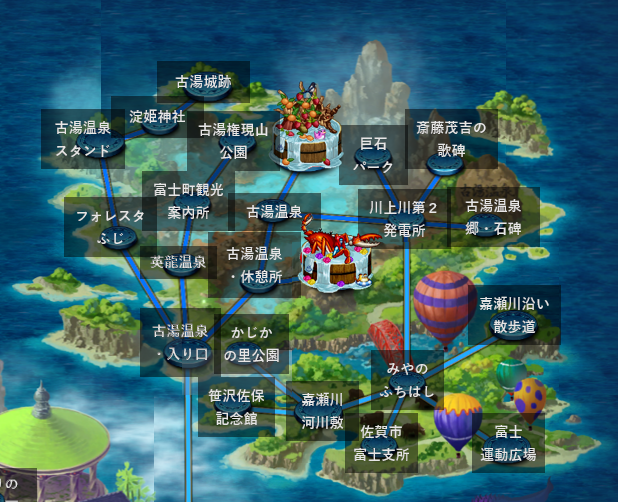 古湯城跡
淀姫神社
古湯温泉
スタンド
古湯権現山
公園
巨石
パーク
斎藤茂吉の
歌碑
富士町観光
案内所
古湯温泉
川上川第2
発電所
古湯温泉
郷・石碑
フォレスタ
ふじ
英龍温泉
古湯温泉
・休憩所
嘉瀬川沿い
散歩道
古湯温泉
・入り口
かじか
の里公園
みやの
ふちはし
笹沢佐保
記念館
嘉瀬川
河川敷
佐賀市
富士支所
富士
運動広場
りの